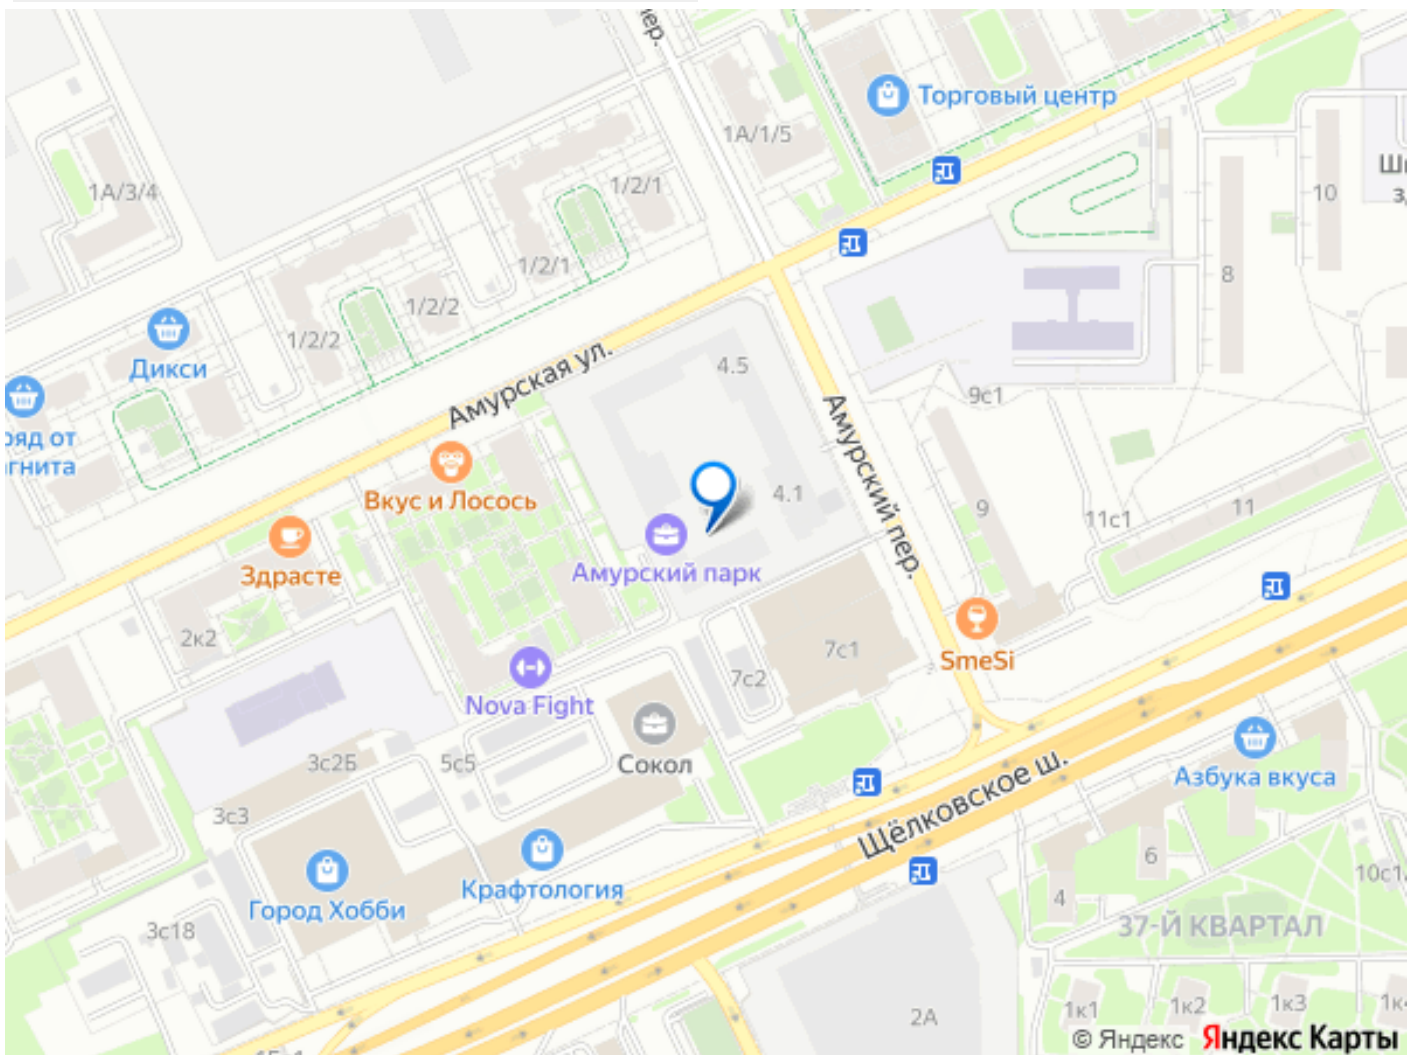 пер.
Торговый центр
1А/1/5
1А/3/4
1/2/1
10
1/2/1
8
1/2/2
1/2/2
4.5
Дикси
Амурская ул.
9с1
Амурский пер.
Вкус и Лосось
4.1
9
11с1
11
Здрасте
Амурский парк
2к2
7с1
SmeSi
7с2
Nova Fight
Сокол
3с2Б
5с5
Щёлковское ш.
Азбука вкуса
3с3
6
Крафтология
4
Город Хобби
37-Й КВАРТАЛ
3с18
2А
1к1
1к2
1к3
© Яндекс Яндекс Карты